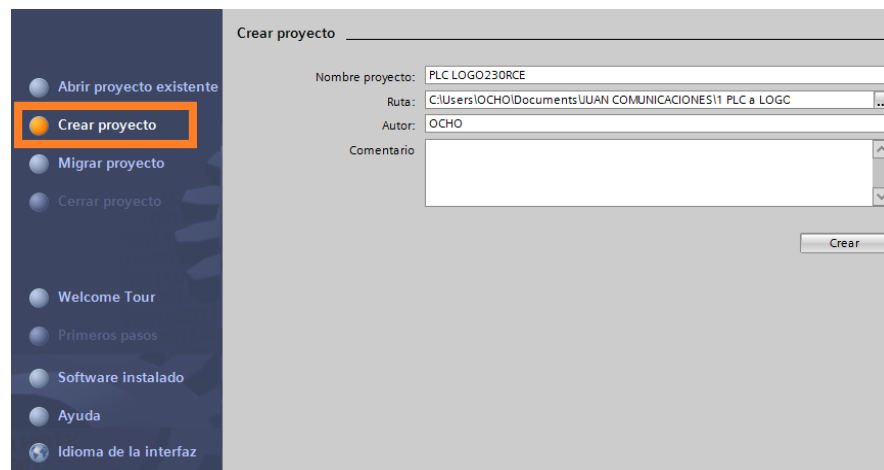 Abrir proyecto existente
Crear proyecto
Migrar proyecto
Cerrar proyecto
Welcome Tour
Primeros pasos
Software instalado
Ayuda
Idioma de la interfaz
Crear proyecto
Nombre proyecto: PLC LOGO230RCE
Ruta: C:\Users\OCHO\Documents\JUAN COMUNICACIONES\1 PLC a LOGO
...
Autor: OCHO
Comentario
Crear